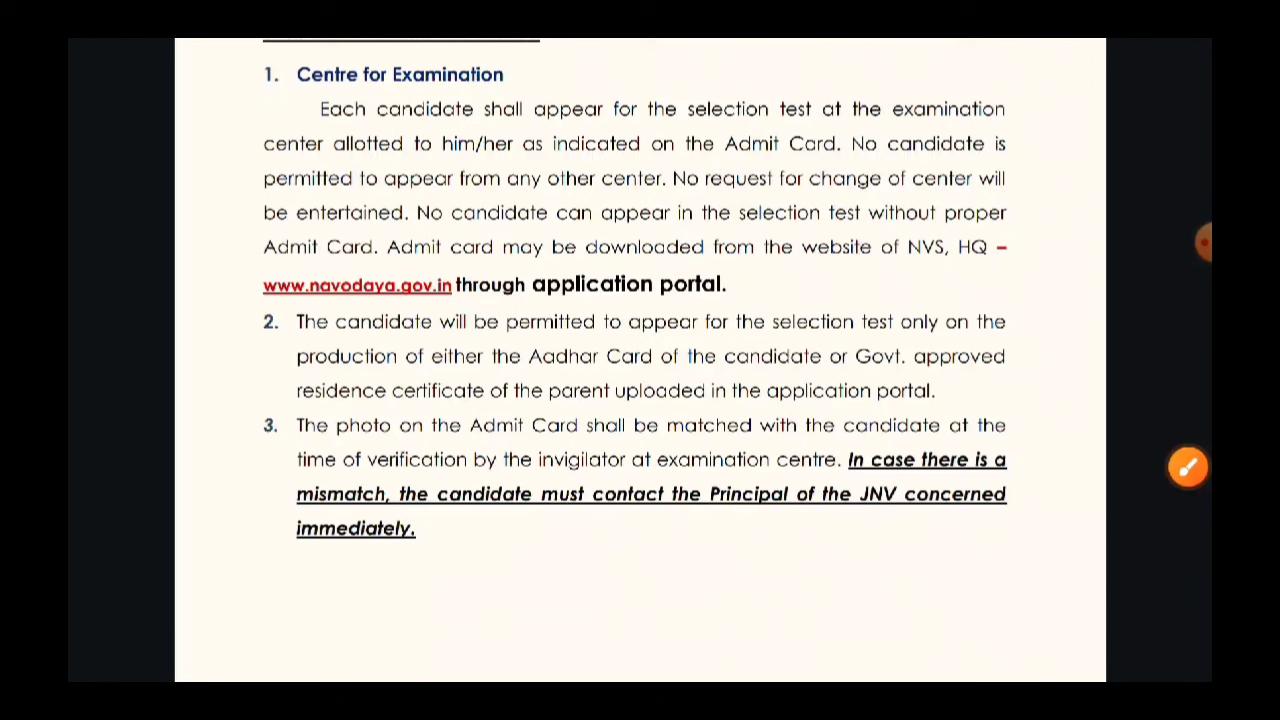 1. Centre for Examination
Each candidate shall appear for the selection test at the examination
center allotted to him/her as indicated on the Admit Card. No candidate is
permitted to appear from any other center. No request for change of center will
be entertained. No candidate can appear in the selection test without proper
Admit Card. Admit card may be downloaded from the website of NVS, HQ –
www.navodaya.gov.in through application portal.
2. The candidate will be permitted to appear for the selection test only on the
production of either the Aadhar Card of the candidate or Govt. approved
residence certificate of the parent uploaded in the application portal.
3. The photo on the Admit Card shall be matched with the candidate at the
time of verification by the invigilator at examination centre. In case there is a
mismatch, the candidate must contact the Principal of the JNV concerned
immediately.